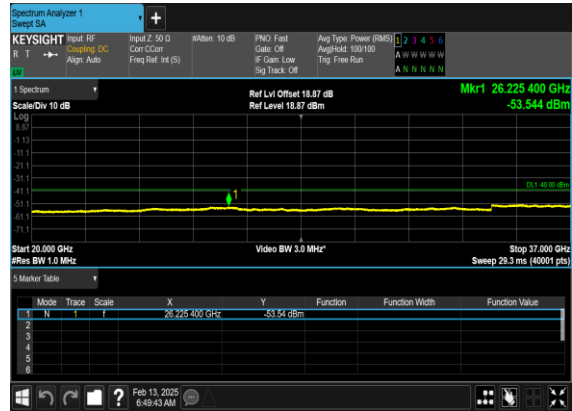 Spectrum Analyzer 1
Swept SA
+
KEYSIGHT
R T
Input: RF
Coupling: DC
Align: Auto
Input Z: 50 Ω
Corr CCorr
Freq Ref: Int (S)
#Atten: 10 dB
PNO: Fast
Gate: Off
IF Gain: Low
Sig Track: Off
Avg Type: Power (RMS)
Avg|Hold: 100/100
Trig: Free Run
1 2 3 4 5 6
A W W W W W
A N N N N N
1 Spectrum
Scale/Div 10 dB
Ref Lvl Offset 18.87 dB
Ref Level 18.87 dBm
Mkr1 26.225 400 GHz
-53.544 dBm
Log
8.87
-1.13
-11.1
-21.1
-31.1
-41.1
-51.1
-61.1
-71.1
1
DL1 -40.00 dBm
Start 20.000 GHz
#Res BW 1.0 MHz
Video BW 3.0 MHz*
Stop 37.000 GHz
Sweep 29.3 ms (40001 pts)
5 Marker Table
Mode Trace Scale X Y Function Function Width Function Value
1 N 1 f 26.225 400 GHz -53.54 dBm
2
3
4
5
6
?
Feb 13, 2025
6:49:43 AM